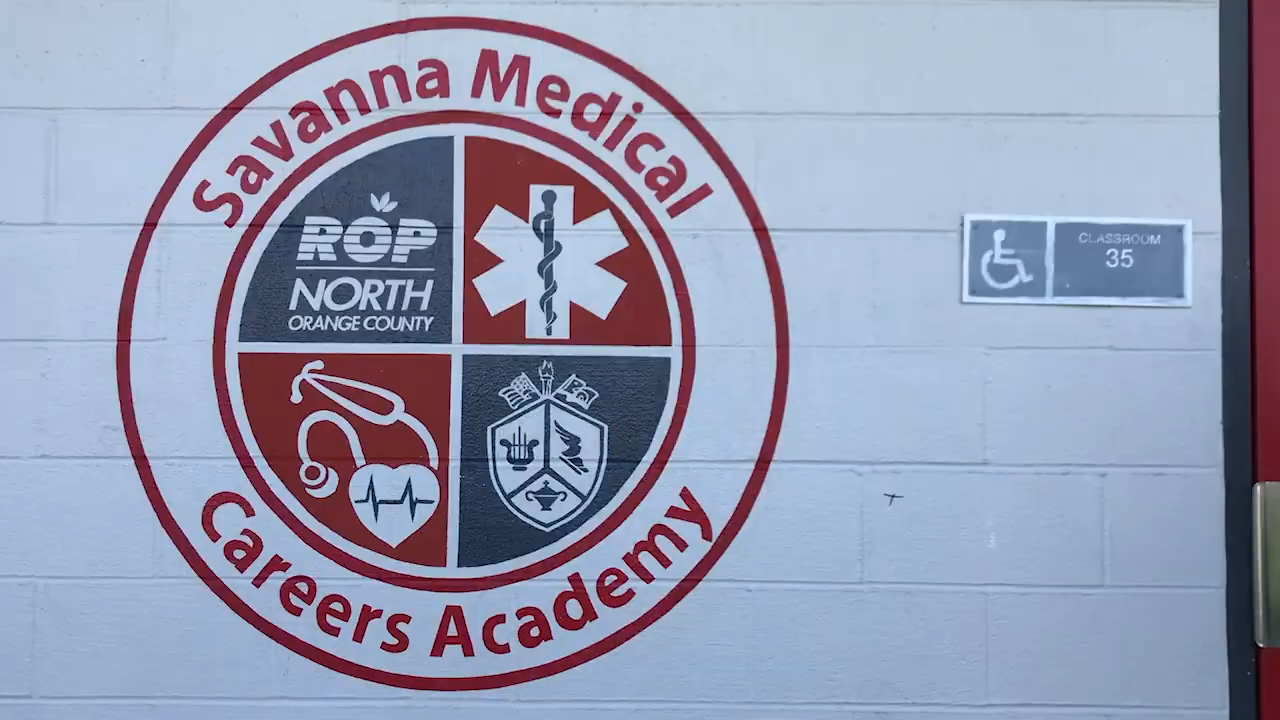 Savanna Medical
ROP
NORTH
ORANGE COUNTY
Careers Academy
CLASSROOM
35